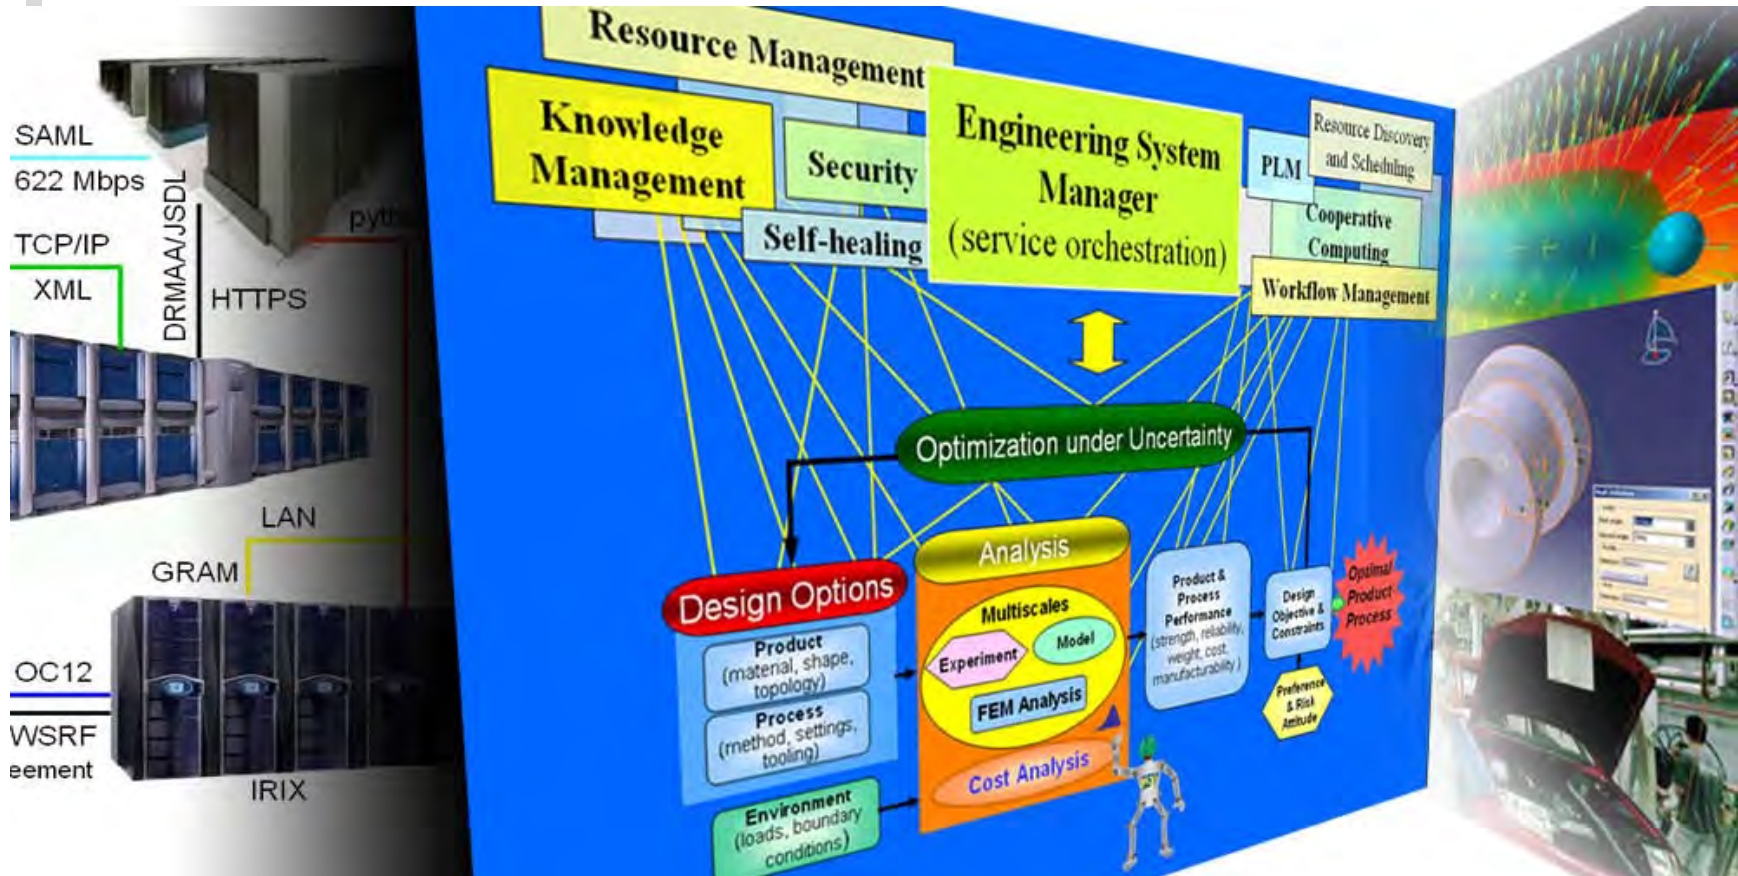 SAML
622 Mbps
TCP/IP
XML
DRMAA/JSDL
HTTPS
LAN
GRAM
OC12
WSRF
eement
IRIX
Resource Management
Knowledge
Management
Security
Self-healing
Engineering System
Manager
(service orchestration)
PLM
Resource Discovery
and Scheduling
Cooperative
Computing
Workflow Management
Optimization under Uncertainty
Design Options
Product
(material, shape,
topology)
Process
(method, settings,
tooling)
Environment
(loads, boundary
conditions)
Analysis
Multiscales
Experiment
Model
FEM Analysis
Cost Analysis
Product &
Process
Performance
(strength, reliability,
weight, cost,
manufacturability)
Design
Objective &
Constraints
Preference
& Risk
Attitude
Optimal
Product
Process